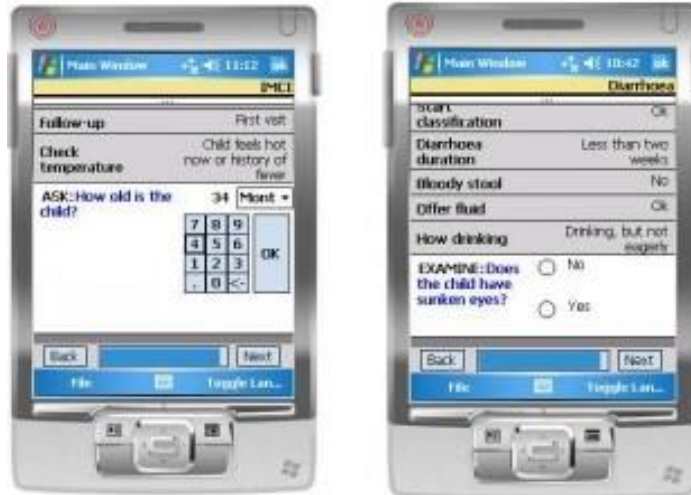 Main Window 11:12 ok
IMCI
Follow-up First visit
Check temperature
Child feels hot
now or history of
fever
ASK: How old is the
child?
34 Mont
7 8 9
4 5 6
1 2 3
. 0 <-
OK
Back Next
File Toggle Lan...
Main Window 10:42 ok
Diarrhoea
Start
classification
Ok
Diarrhoea
duration
Less than two
weeks
Bloody stool No
Offer fluid Ok
How drinking
Drinking, but not
eagerly
EXAMINE: Does
the child have
sunken eyes?
No
Yes
Back Next
File Toggle Lan...